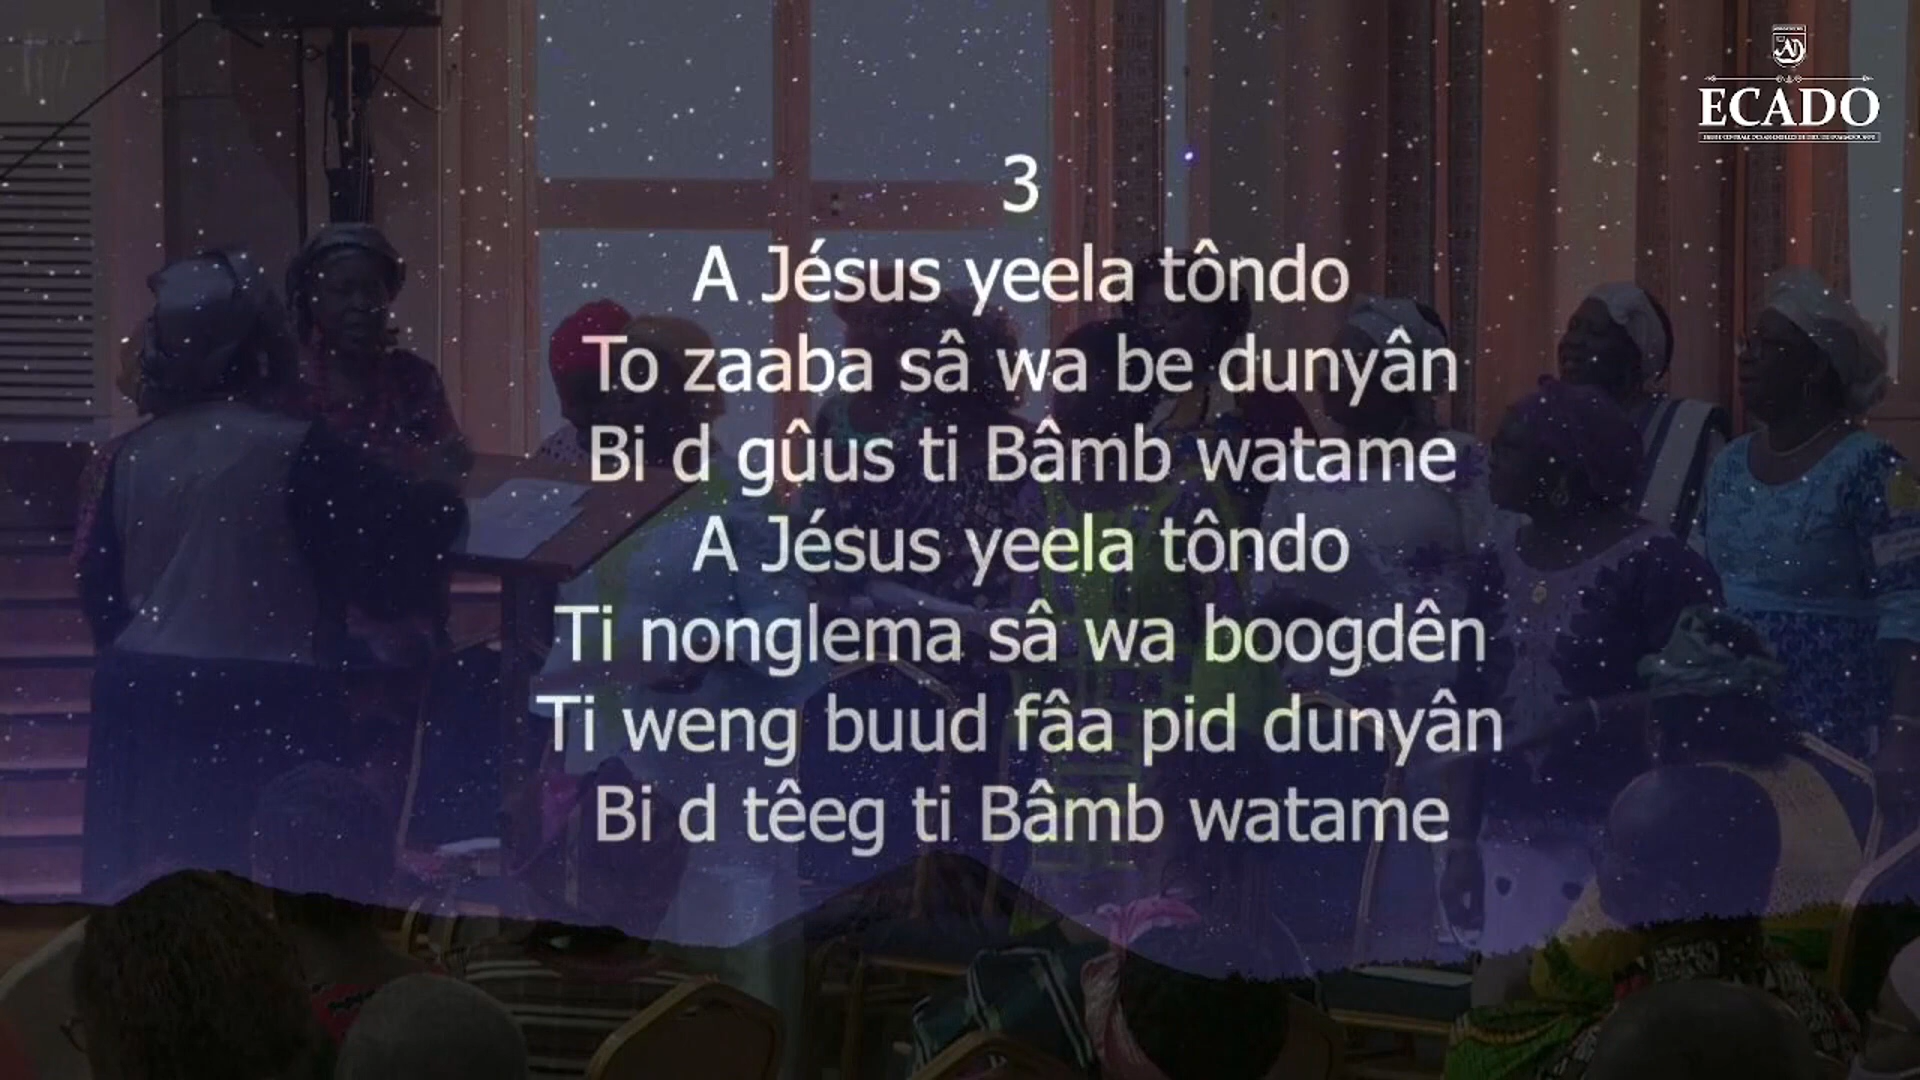 ECADO
3
A Jésus yeela tôndo
To zaaba sâ wa be dunyân
Bi d gûus ti Bâmb watame
A Jésus yeela tôndo
Ti nonglema sâ wa boogdên
Ti weng buud fâa pid dunyân
Bi d têeg ti Bâmb watame